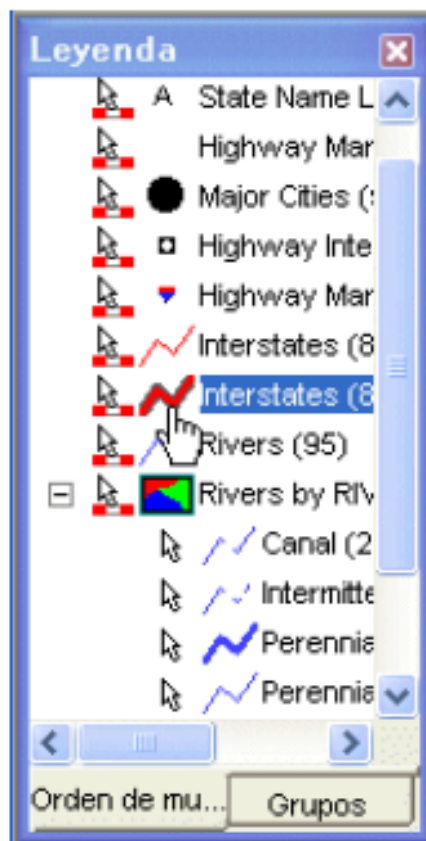 Leyenda
A State Name L
Highway Mar
Major Cities (
Highway Inte
Highway Mar
Interstates (8
Interstates (8
Rivers (95)
Rivers by RIV
Canal (2
Intermitte
Perennia
Perennia
Orden de mu...
Grupos